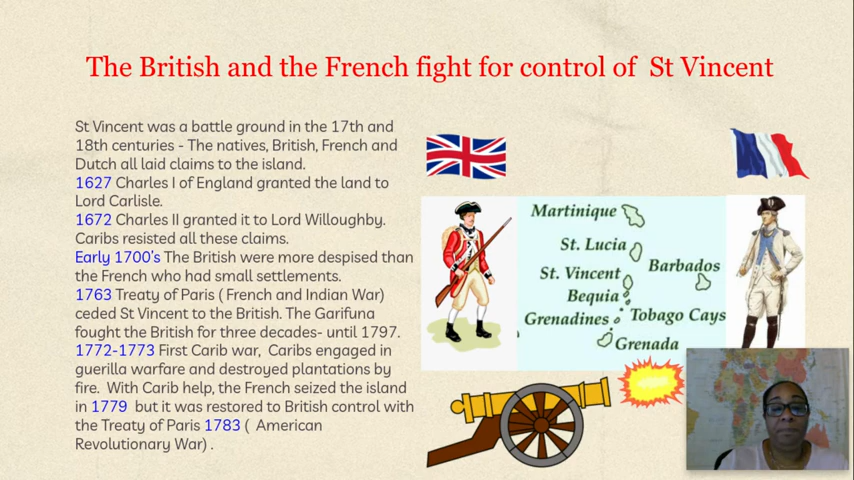 The British and the French fight for control of St Vincent
St Vincent was a battle ground in the 17th and
18th centuries - The natives, British, French and
Dutch all laid claims to the island.
1627 Charles I of England granted the land to
Lord Carlisle.
1672 Charles II granted it to Lord Willoughby.
Caribs resisted all these claims.
Early 1700's The British were more despised than
the French who had small settlements.
1763 Treaty of Paris ( French and Indian War)
ceded St Vincent to the British. The Garifuna
fought the British for three decades- until 1797.
1772-1773 First Carib war, Caribs engaged in
guerilla warfare and destroyed plantations by
fire. With Carib help, the French seized the island
in 1779 but it was restored to British control with
the Treaty of Paris 1783 ( American
Revolutionary War) .
Martinique
St. Lucia
St. Vincent
Barbados
Bequia
Grenadines
Tobago Cays
Grenada